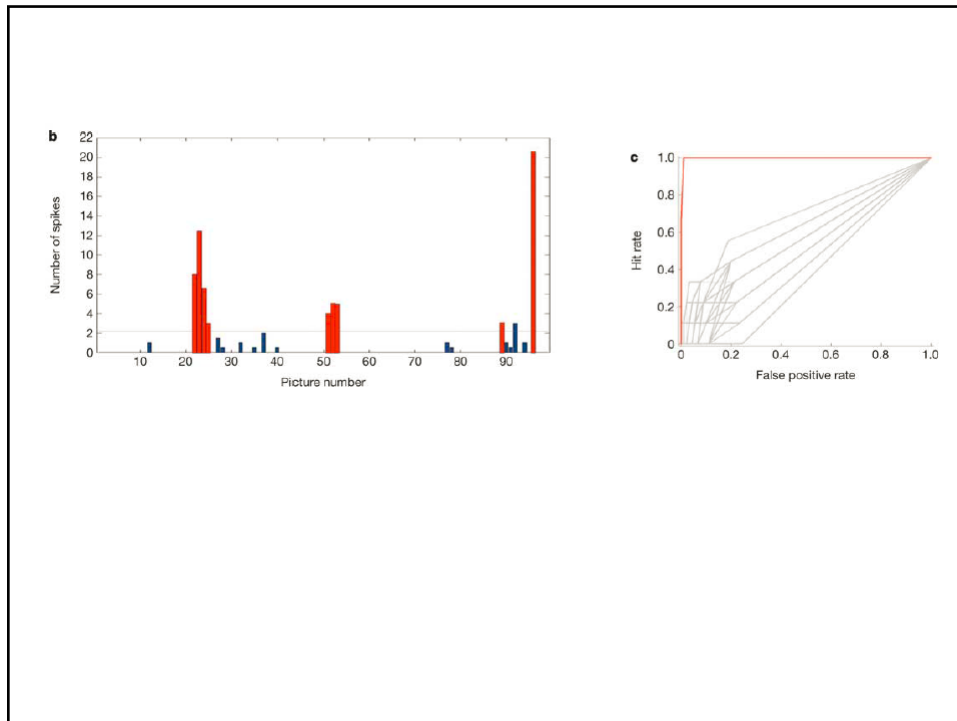 b
22
20
18
16
14
12
10
8
6
4
2
0
Number of spikes
10 20 30 40 50 60 70 80 90
Picture number
c
1.0
0.8
0.6
0.4
0.2
0
Hit rate
0 0.2 0.4 0.6 0.8 1.0
False positive rate